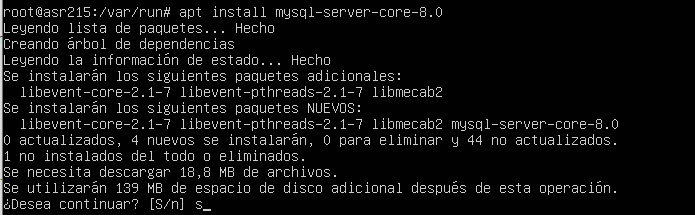 root@asr215:/var/run# apt install mysql-server-core-8.0
Leyendo lista de paquetes... Hecho
Creando árbol de dependencias
Leyendo la información de estado... Hecho
Se instalarán los siguientes paquetes adicionales:
  libevent-core-2.1-7 libevent-pthreads-2.1-7 libmecab2
Se instalarán los siguientes paquetes NUEVOS:
  libevent-core-2.1-7 libevent-pthreads-2.1-7 libmecab2 mysql-server-core-8.0
0 actualizados, 4 nuevos se instalarán, 0 para eliminar y 44 no actualizados.
1 no instalados del todo o eliminados.
Se necesita descargar 18,8 MB de archivos.
Se utilizarán 139 MB de espacio de disco adicional después de esta operación.
¿Desea continuar? [S/n] s_